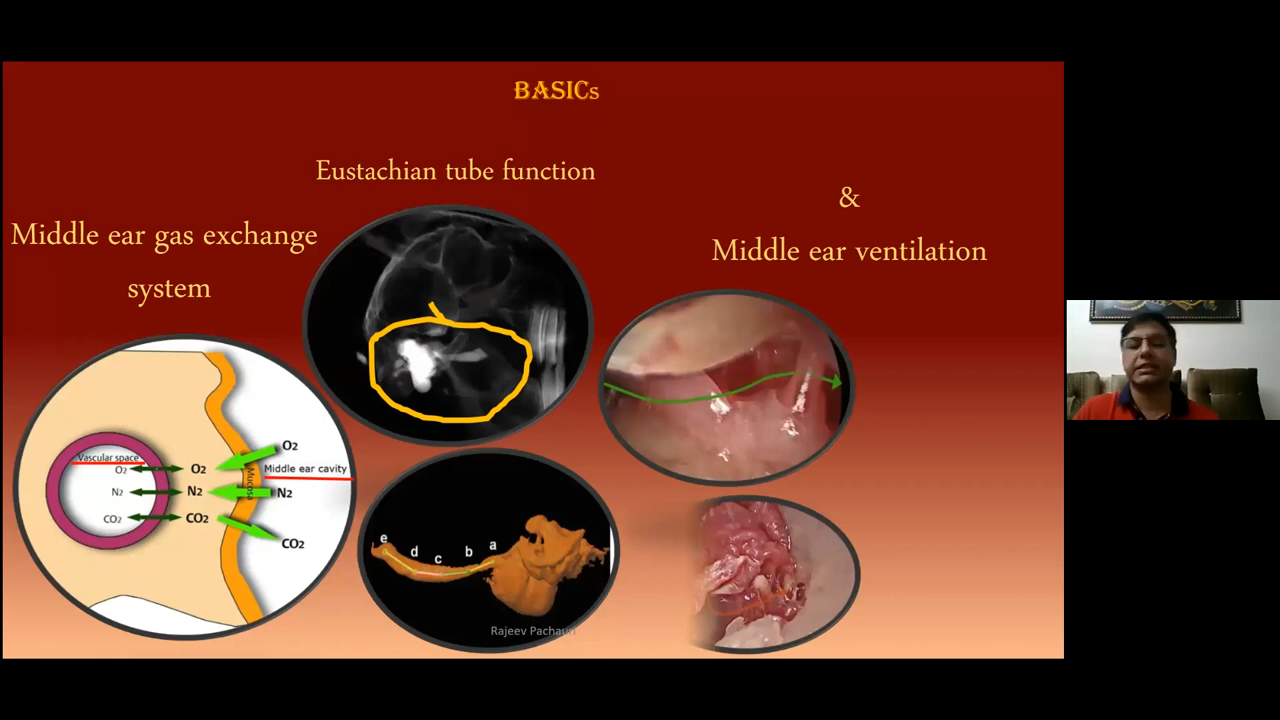 BASICs
Eustachian tube function
Middle ear gas exchange
system
&
Middle ear ventilation
Vascular space
O2
N2
CO2
O2
N2
CO2
Mucosa
O2
Middle ear cavity
N2
CO2
e
d
c
b
a
Rajeev Pachauri